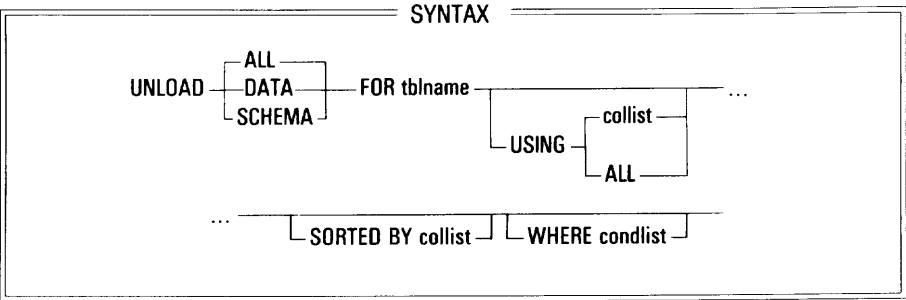 SYNTAX
ALL
UNLOAD DATA FOR tblname ...
SCHEMA collist
USING
ALL
...
SORTED BY collist WHERE condlist